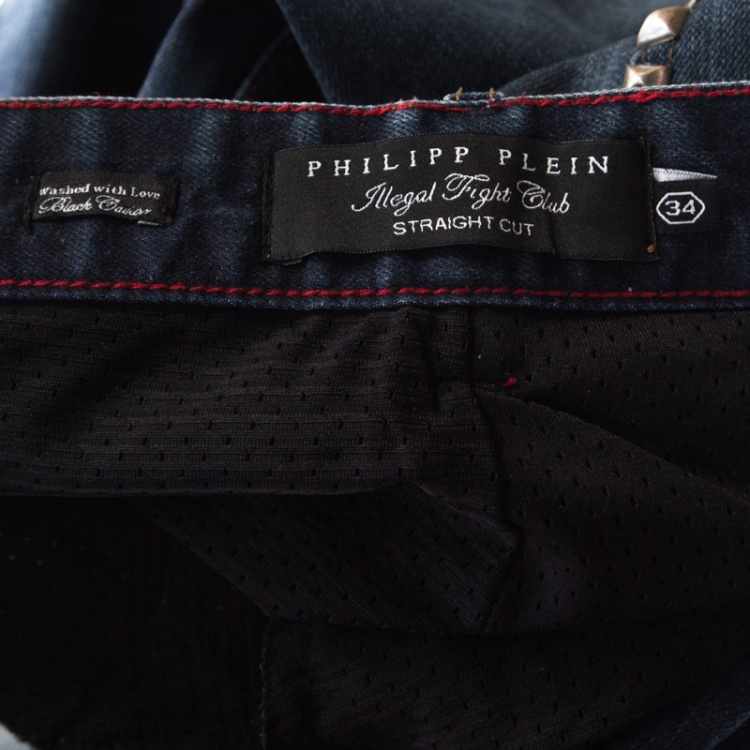 Washed with Love
Black Caviar
PHILIPP PLEIN
Illegal Fight Club
STRAIGHT CUT
34